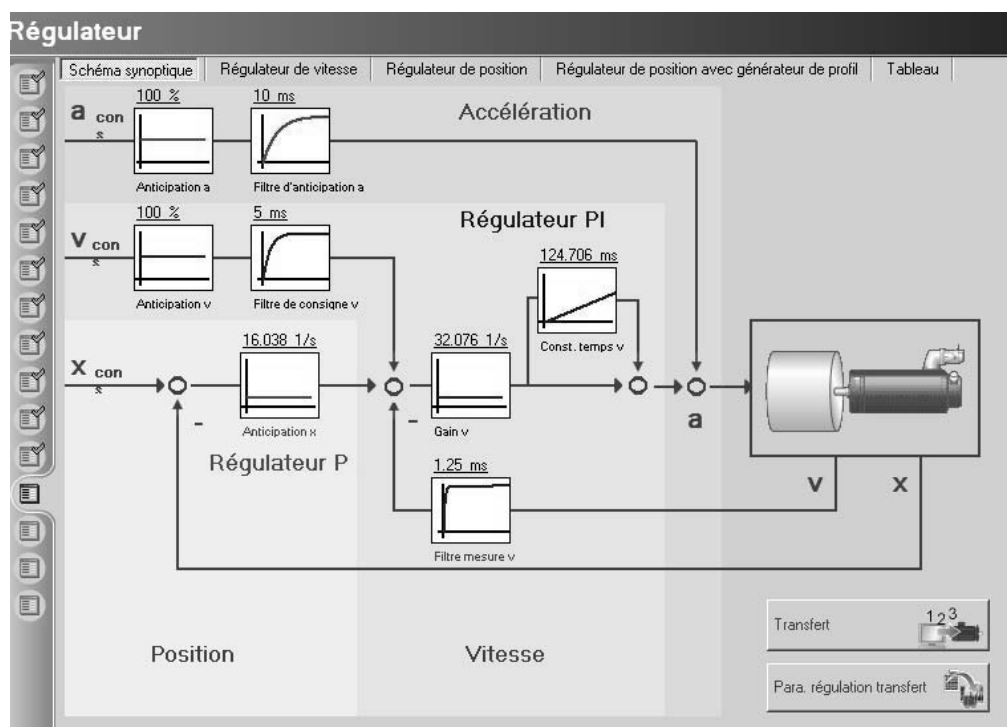 Régulateur
Schéma synoptique
Régulateur de vitesse
Régulateur de position
Régulateur de position avec générateur de profil
Tableau
100 %
10 ms
Accélération
a con
s
Anticipation a
Filtre d'anticipation a
100 %
5 ms
Régulateur PI
v con
s
124.706 ms
Anticipation v
Filtre de consigne v
16.038 1/s
32.076 1/s
Const. temps v
x con
s
-
-
a
Anticipation x
Gain v
Régulateur P
1.25 ms
v
x
Filtre mesure v
Transfert
1 2 3
Position
Vitesse
Para. régulation transfert